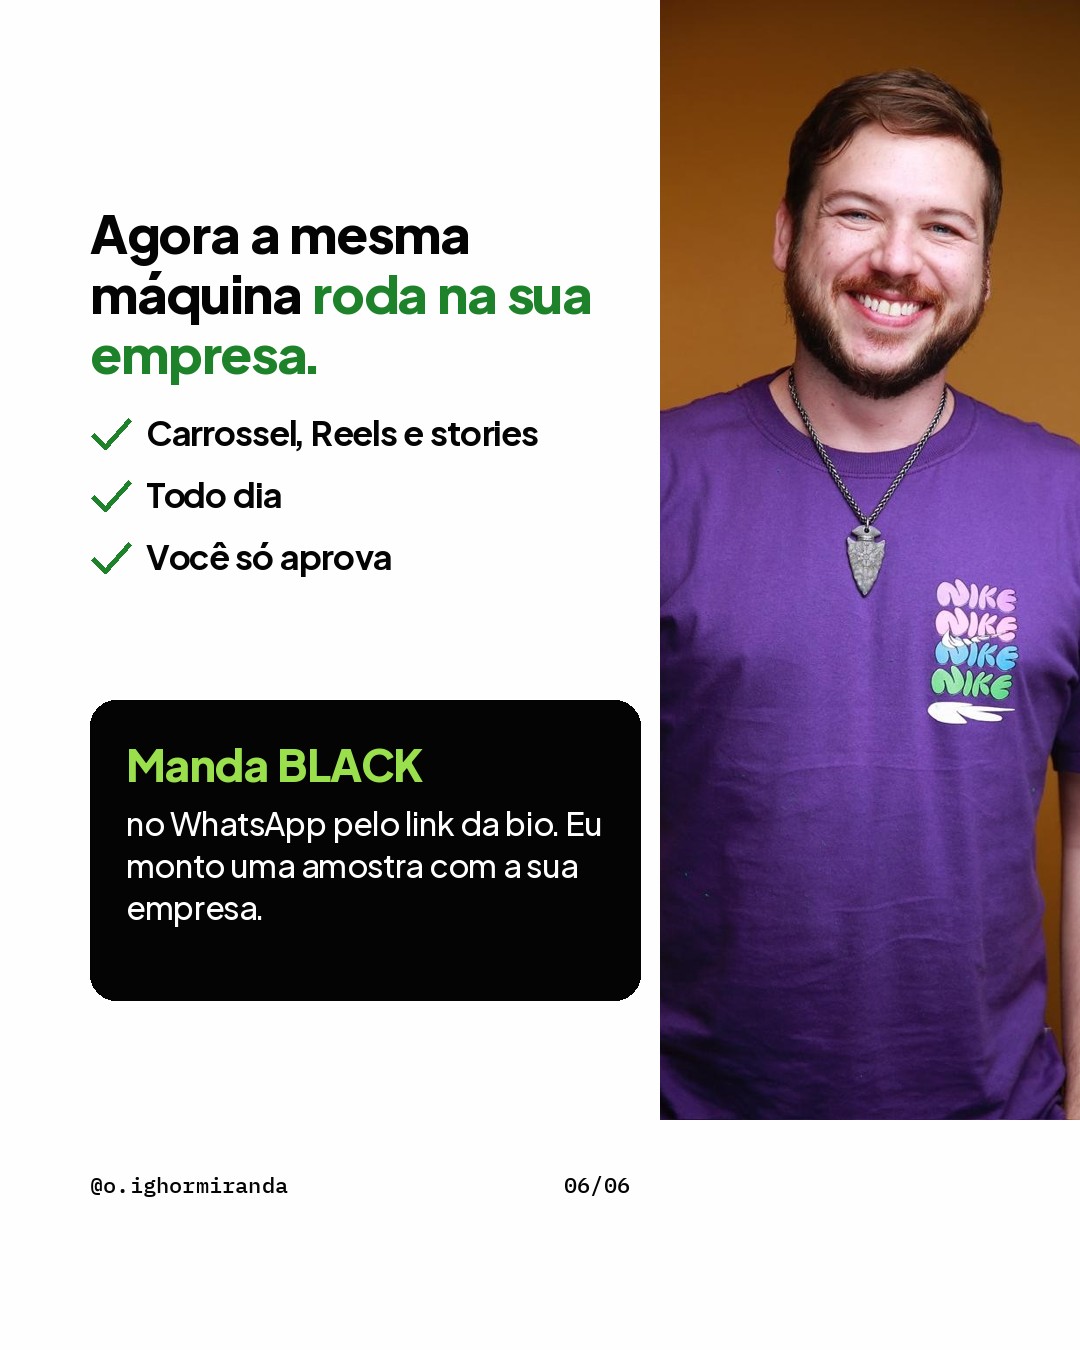 Agora a mesma
máquina roda na sua
empresa.
Carrossel, Reels e stories
Todo dia
Você só aprova
Manda BLACK
no WhatsApp pelo link da bio. Eu
monto uma amostra com a sua
empresa.
NIKE
NIKE
NIKE
NIKE
@o.ighormiranda
06/06